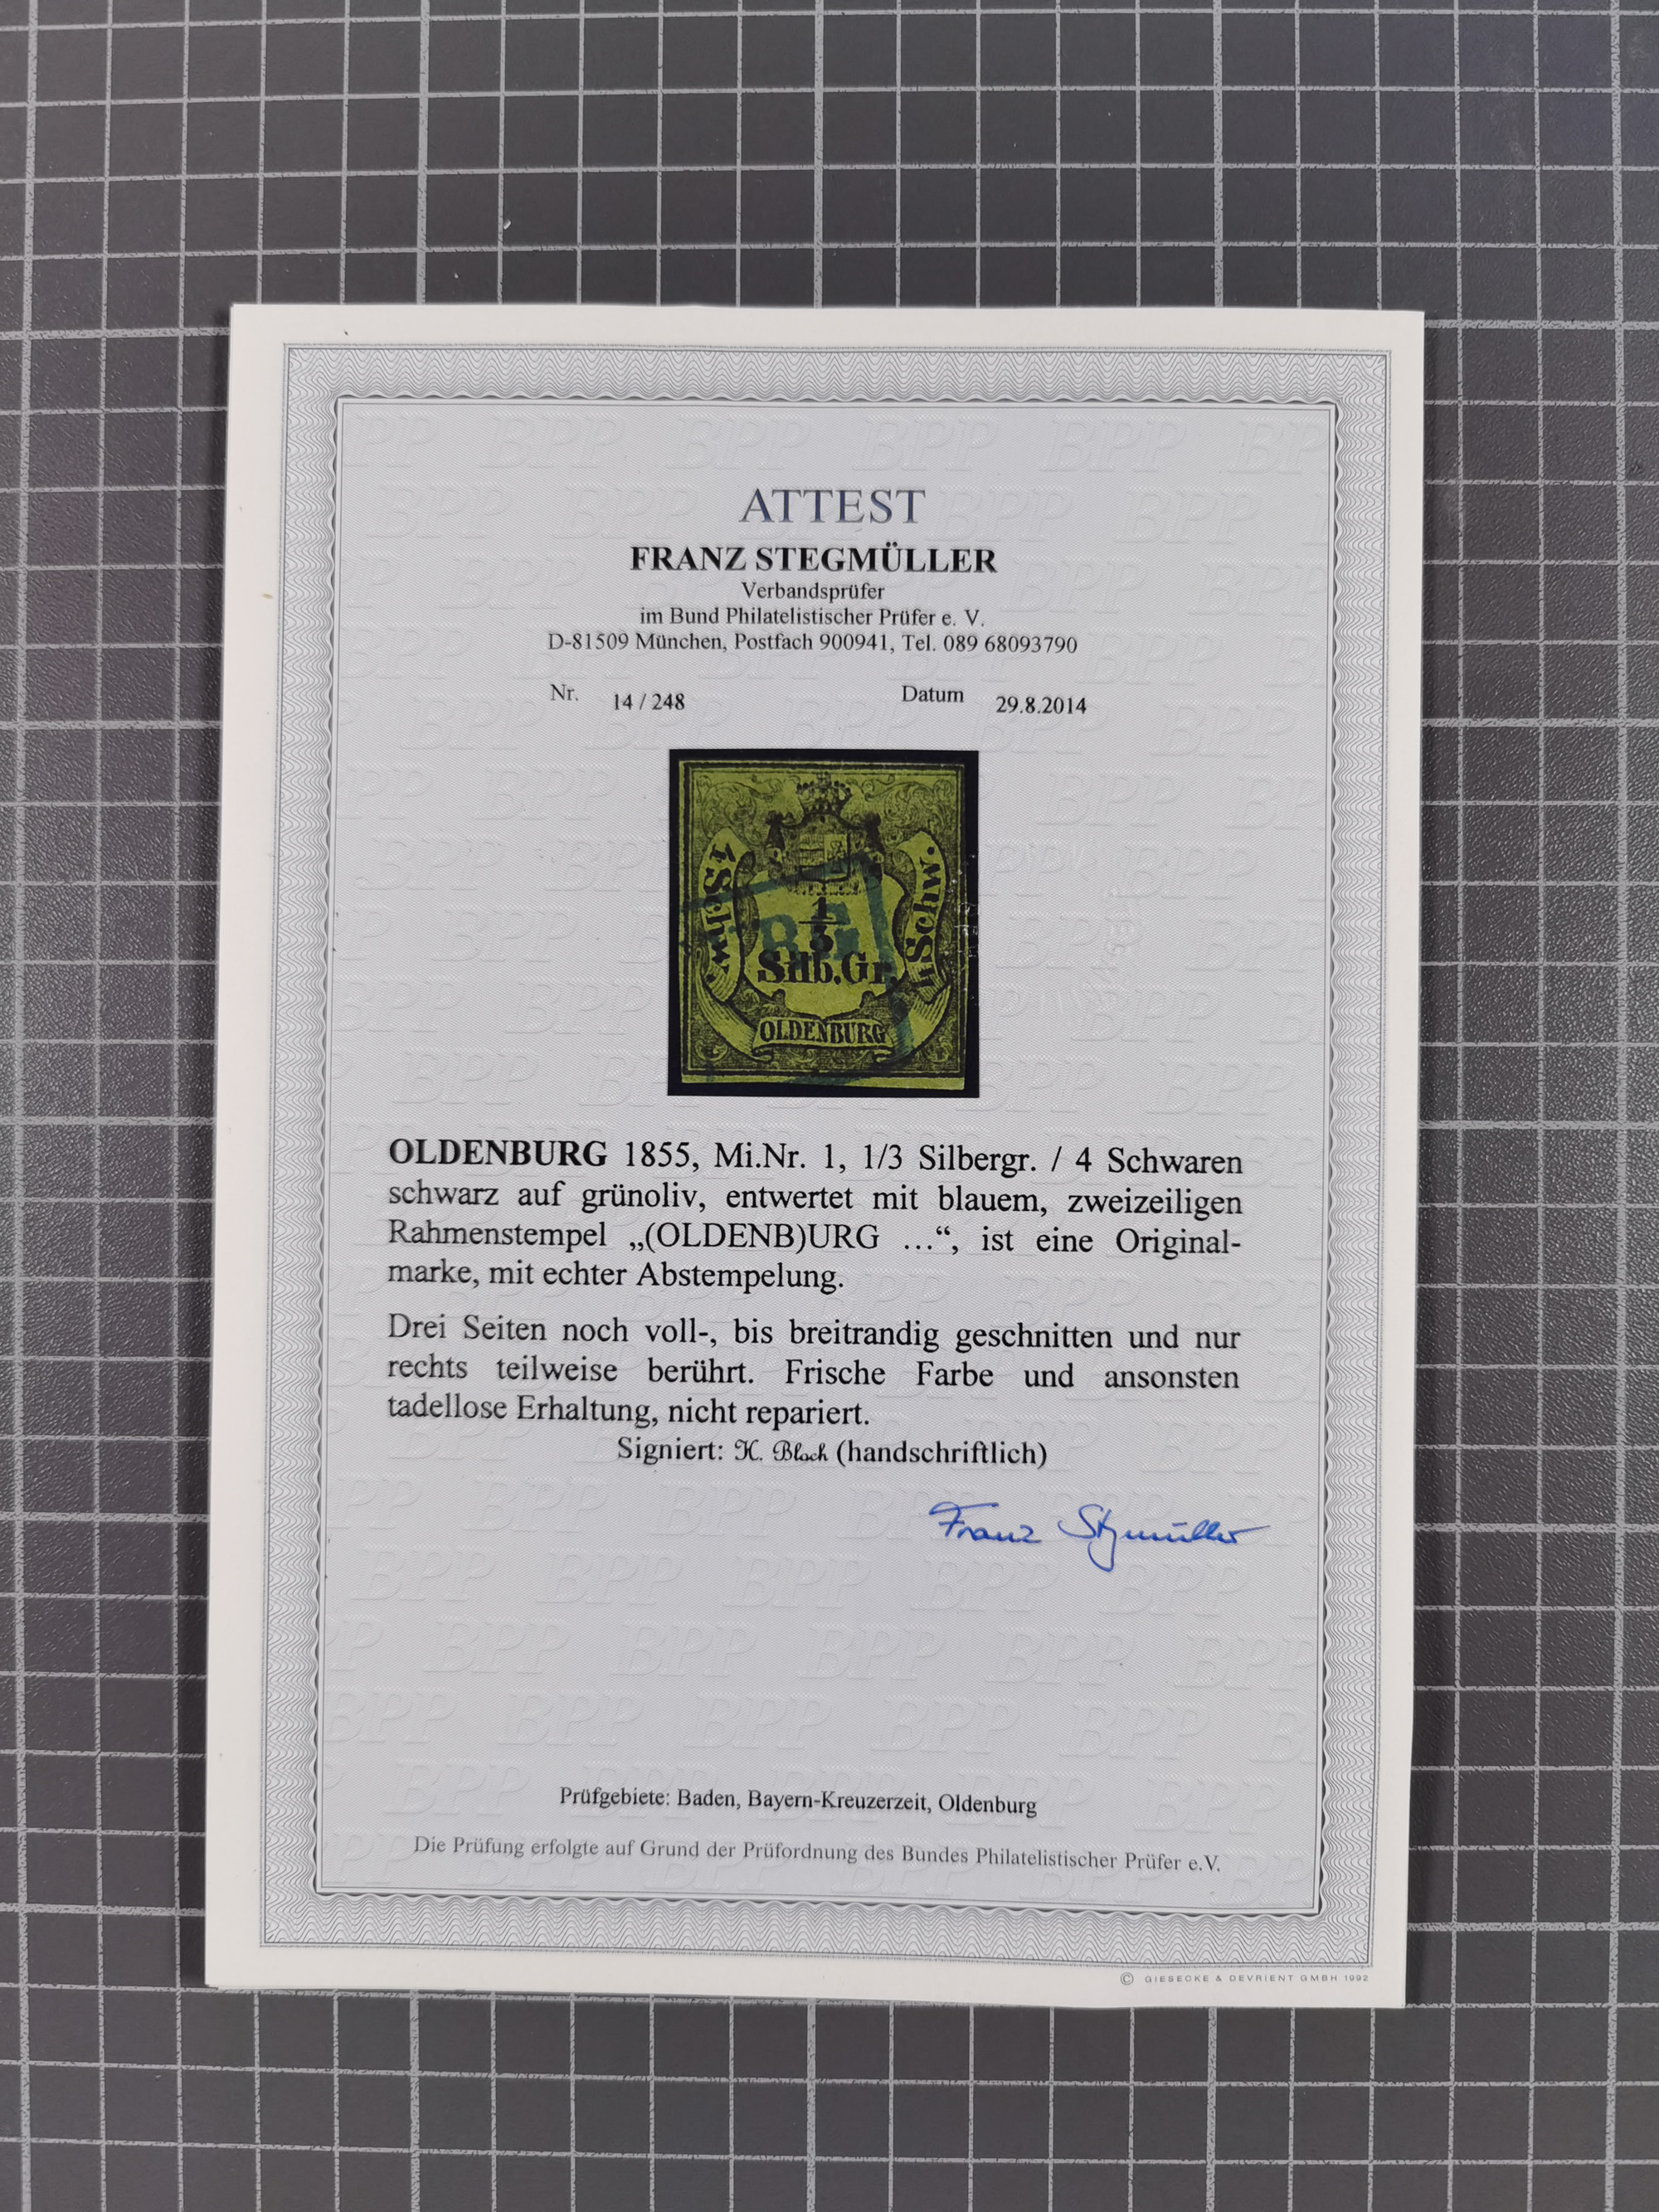 ATTEST
FRANZ STEGMÜLLER
Verbandsprüfer
im Bund Philatelistischer Prüfer e. V.
D-81509 München, Postfach 900941, Tel. 089 68093790
Nr. 14 / 248 Datum 29.8.2014
4 Schw. 4 Schw.
1/3
Silb.Gr.
OLDENBURG
OLDENBURG 1855, Mi.Nr. 1, 1/3 Silbergr. / 4 Schwaren
schwarz auf grünoliv, entwertet mit blauem, zweizeiligen
Rahmenstempel „(OLDENB)URG …“, ist eine Original-
marke, mit echter Abstempelung.
Drei Seiten noch voll-, bis breitrandig geschnitten und nur
rechts teilweise berührt. Frische Farbe und ansonsten
tadellose Erhaltung, nicht repariert.
Signiert: H. Bloch (handschriftlich)
Franz Stegmüller
Prüfgebiete: Baden, Bayern-Kreuzerzeit, Oldenburg
Die Prüfung erfolgte auf Grund der Prüfordnung des Bundes Philatelistischer Prüfer e.V.
© GIESECKE & DEVRIENT GMBH 1992